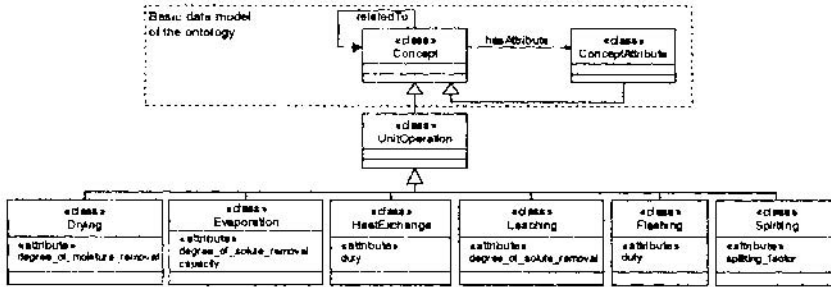 Basic data model
of the ontology
relatedTo
«class»
Concept
hasAttribute
«class»
ConceptAttribute
«class»
UnitOperation
«class»
Drying
«attribute»
degree_of_moisture_removal
«class»
Evaporation
«attribute»
degree_of_solute_removal
capacity
«class»
HeatExchange
«attribute»
duty
«class»
Leaching
«attribute»
degree_of_solute_removal
«class»
Flashing
«attribute»
duty
«class»
Splitting
«attribute»
splitting_factor